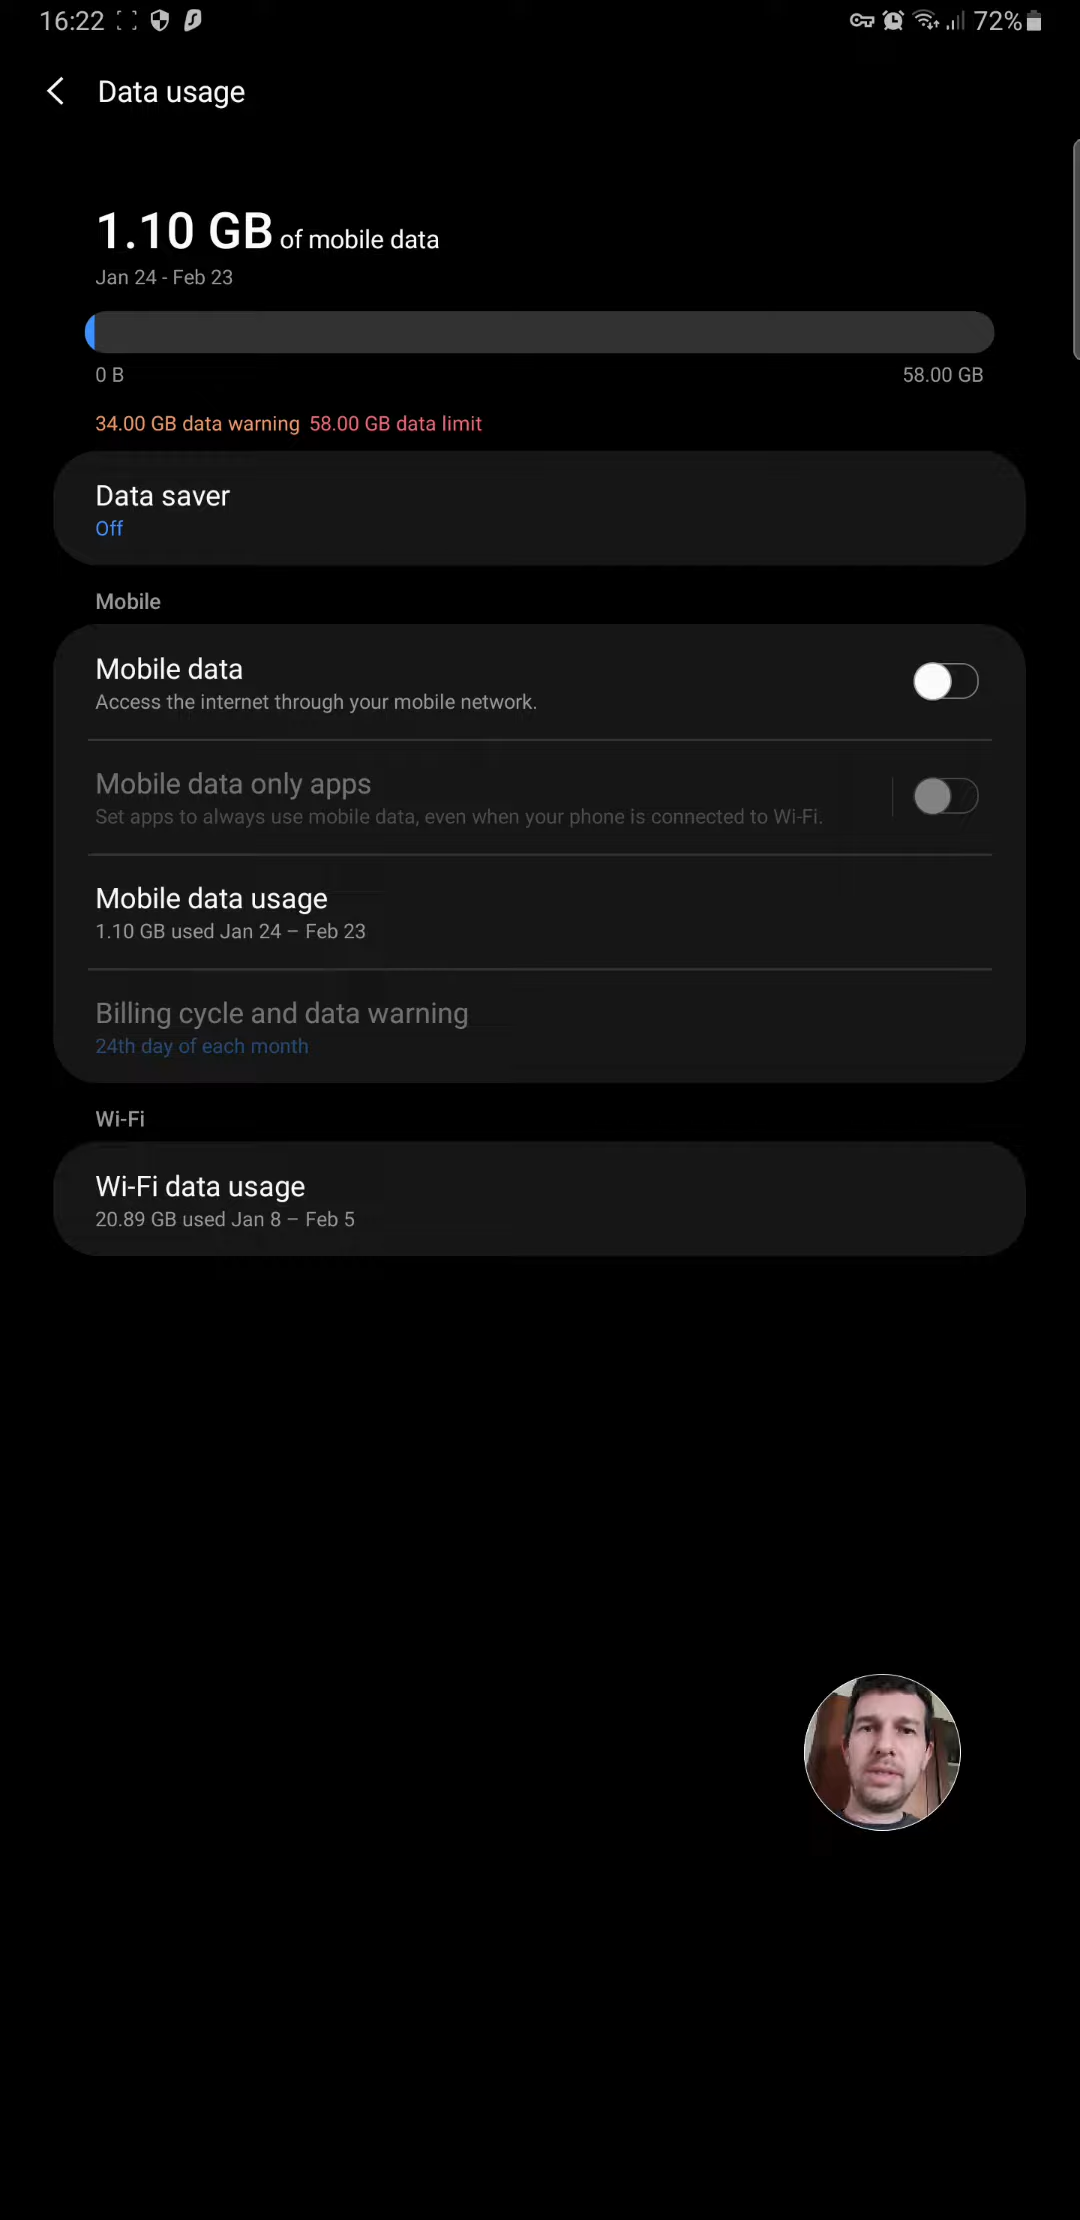 16:22 72%
Data usage
1.10 GB of mobile data
Jan 24 - Feb 23
0 B 58.00 GB
34.00 GB data warning 58.00 GB data limit
Data saver
Off
Mobile
Mobile data
Access the internet through your mobile network.
Mobile data only apps
Set apps to always use mobile data, even when your phone is connected to Wi-Fi.
Mobile data usage
1.10 GB used Jan 24 – Feb 23
Billing cycle and data warning
24th day of each month
Wi-Fi
Wi-Fi data usage
20.89 GB used Jan 8 – Feb 5